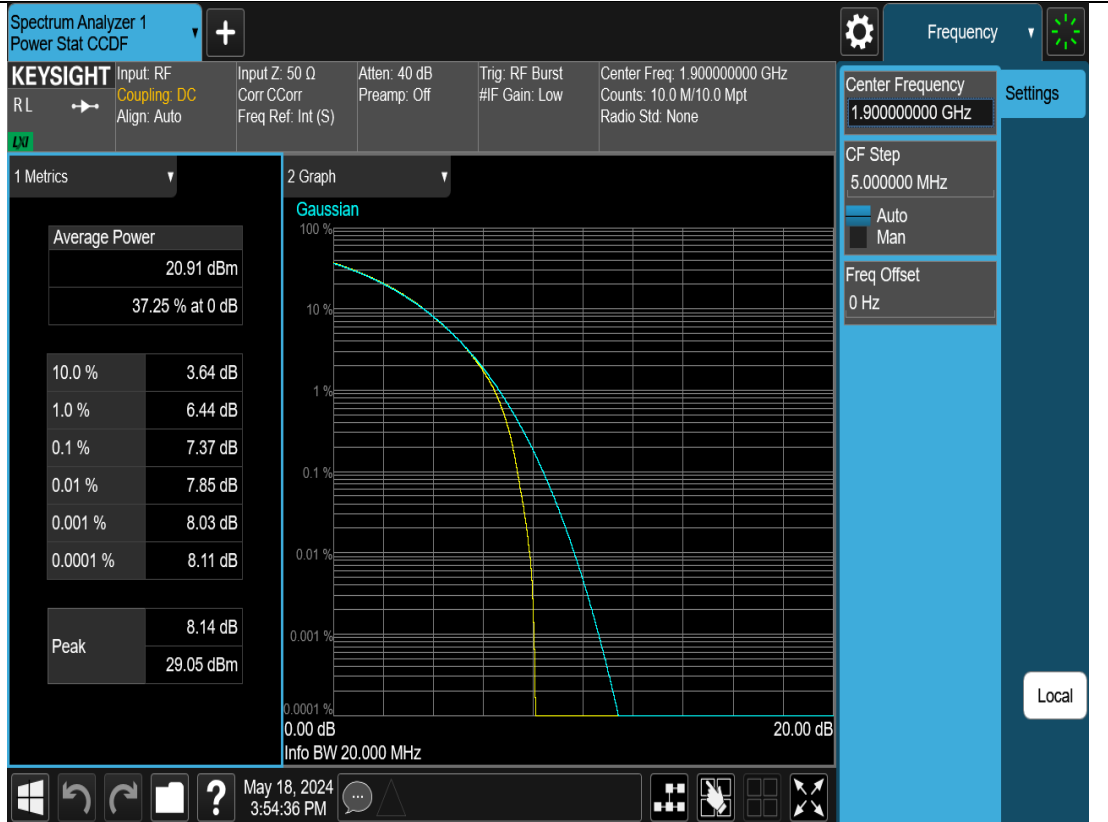 Spectrum Analyzer 1
Power Stat CCDF
+
Frequency
KEYSIGHT
R L
LXI
Input: RF
Coupling: DC
Align: Auto
Input Z: 50 Ω
Corr CCorr
Freq Ref: Int (S)
Atten: 40 dB
Preamp: Off
Trig: RF Burst
#IF Gain: Low
Center Freq: 1.900000000 GHz
Counts: 10.0 M/10.0 Mpt
Radio Std: None
Center Frequency
1.900000000 GHz
Settings
CF Step
5.000000 MHz
Auto
Man
Freq Offset
0 Hz
1 Metrics
Average Power
20.91 dBm
37.25 % at 0 dB
10.0 % 3.64 dB
1.0 % 6.44 dB
0.1 % 7.37 dB
0.01 % 7.85 dB
0.001 % 8.03 dB
0.0001 % 8.11 dB
Peak
8.14 dB
29.05 dBm
2 Graph
Gaussian
100 %
10 %
1 %
0.1 %
0.01 %
0.001 %
0.0001 %
0.00 dB 20.00 dB
Info BW 20.000 MHz
Local
?
May 18, 2024
3:54:36 PM